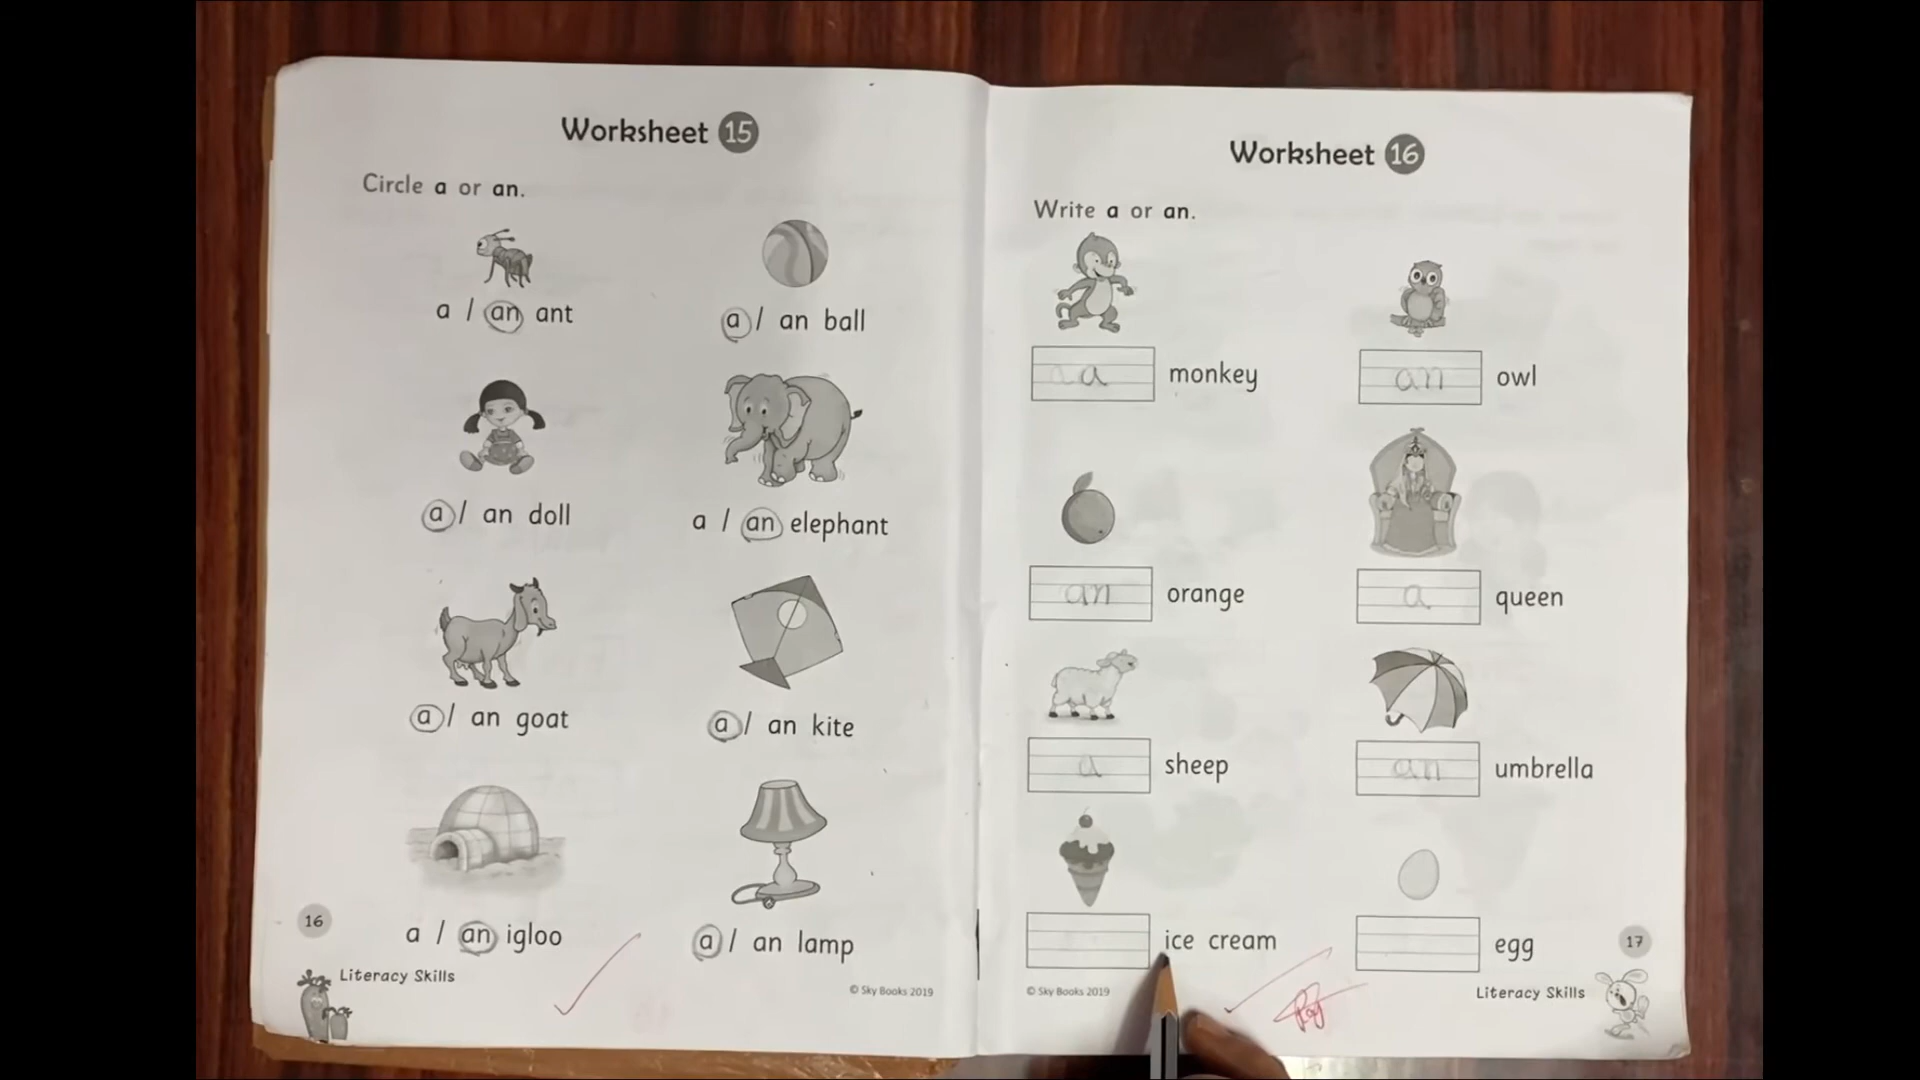 Worksheet 15
Circle a or an.
a / an ant
a / an ball
a / an doll
a / an elephant
a / an goat
a / an kite
a / an igloo
a / an lamp
16
Literacy Skills
© Sky Books 2019
Worksheet 16
Write a or an.
a monkey
an owl
an orange
a queen
a sheep
an umbrella
ice cream
egg
17
© Sky Books 2019
Literacy Skills